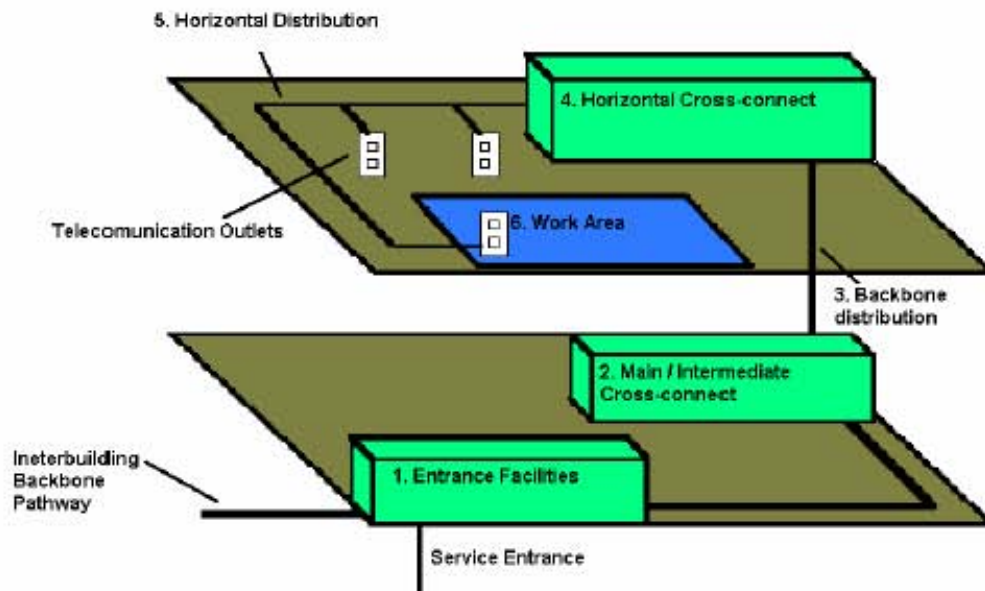 5. Horizontal Distribution
4. Horizontal Cross-connect
Telecomunication Outlets
6. Work Area
3. Backbone
distribution
2. Main / Intermediate
Cross-connect
Ineterbuilding
Backbone
Pathway
1. Entrance Facilities
Service Entrance